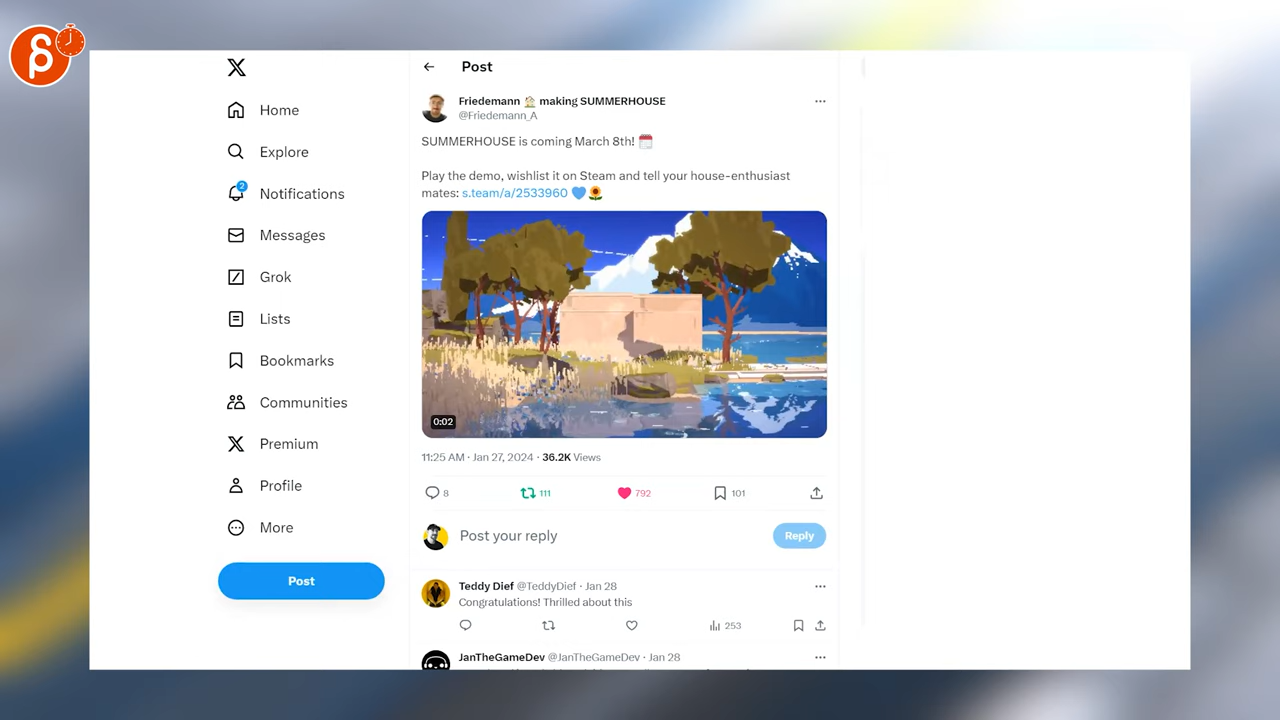 Post
Friedemann 🏠 making SUMMERHOUSE
@Friedemann_A
SUMMERHOUSE is coming March 8th! 🗓️
Play the demo, wishlist it on Steam and tell your house-enthusiast
mates: s.team/a/2533960 💙🌻
0:02
11:25 AM · Jan 27, 2024 · 36.2K Views
8 111 792 101
Post your reply
Reply
Teddy Dief @TeddyDief · Jan 28
Congratulations! Thrilled about this
253
JanTheGameDev @JanTheGameDev · Jan 28
Home
Explore
2
Notifications
Messages
Grok
Lists
Bookmarks
Communities
Premium
Profile
More
Post